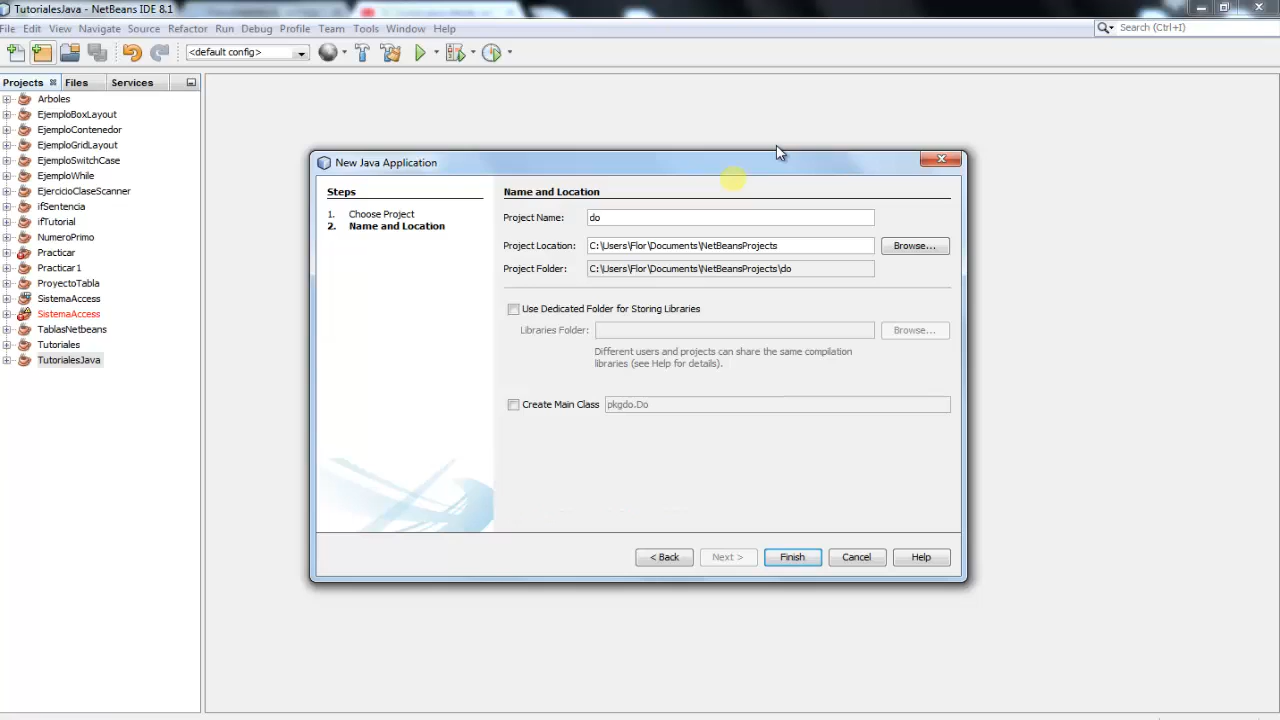 TutorialesJava - NetBeans IDE 8.1
File Edit View Navigate Source Refactor Run Debug Profile Team Tools Window Help
Search (Ctrl+I)
<default config>
Projects Files Services
Arboles
EjemploBoxLayout
EjemploContenedor
EjemploGridLayout
EjemploSwitchCase
EjemploWhile
EjercicioClaseScanner
ifSentencia
ifTutorial
NumeroPrimo
Practicar
Practicar1
ProyectoTabla
SistemaAccess
SistemaAccess
TablasNetbeans
Tutoriales
TutorialesJava
New Java Application
Steps
1. Choose Project
2. Name and Location
Name and Location
Project Name: do
Project Location: C:\Users\Flor\Documents\NetBeansProjects Browse...
Project Folder: C:\Users\Flor\Documents\NetBeansProjects\do
Use Dedicated Folder for Storing Libraries
Libraries Folder: Browse...
Different users and projects can share the same compilation
libraries (see Help for details).
Create Main Class pkgdo.Do
< Back Next > Finish Cancel Help